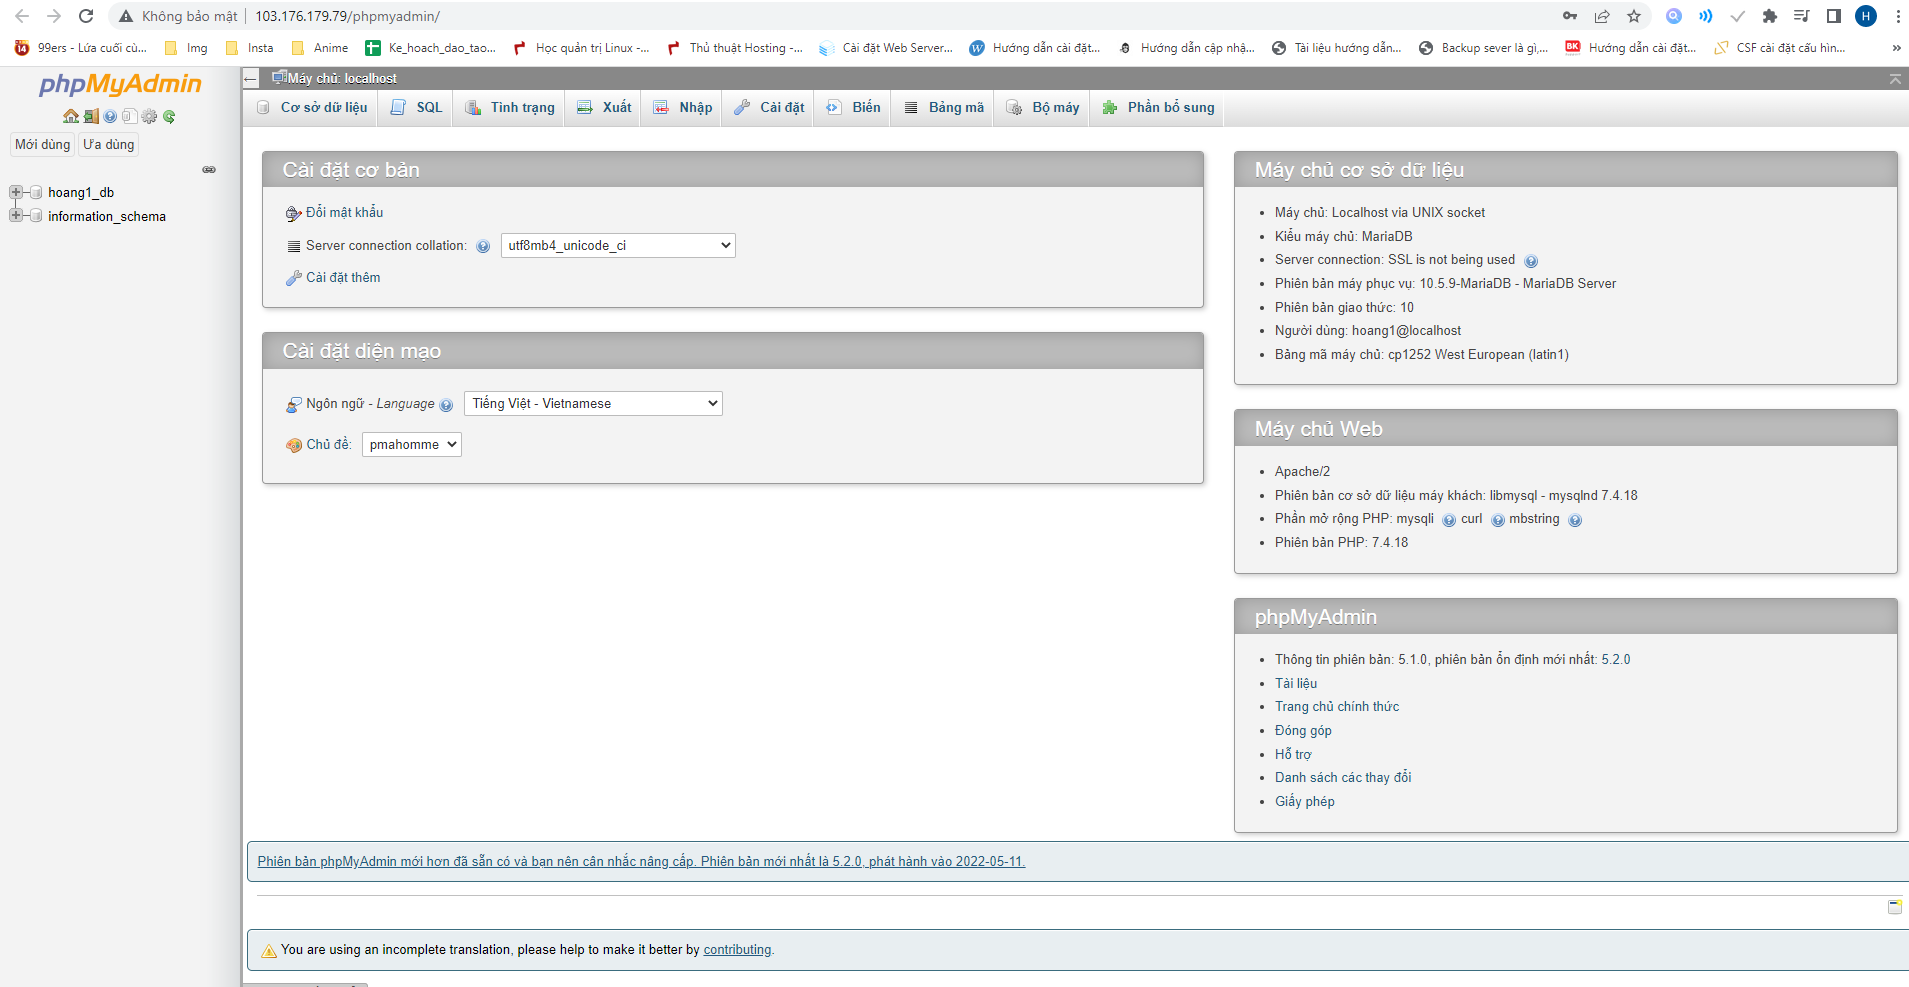 Không bảo mật | 103.176.179.79/phpmyadmin/
H
99ers - Lứa cuối cù... Img Insta Anime Ke_hoach_dao_tao... Học quản trị Linux -... Thủ thuật Hosting -... Cài đặt Web Server... Hướng dẫn cài đặt... Hướng dẫn cập nhậ... Tài liệu hướng dẫn... Backup sever là gì,... BK Hướng dẫn cài đặt... CSF cài đặt cấu hìn... »
phpMyAdmin
Mới dùng Ưa dùng
hoang1_db
information_schema
Máy chủ: localhost
Cơ sở dữ liệu SQL Tình trạng Xuất Nhập Cài đặt Biến Bảng mã Bộ máy Phần bổ sung
Cài đặt cơ bản
Đổi mật khẩu
Server connection collation: utf8mb4_unicode_ci
Cài đặt thêm
Cài đặt diện mạo
Ngôn ngữ - Language Tiếng Việt - Vietnamese
Chủ đề: pmahomme
Máy chủ cơ sở dữ liệu
Máy chủ: Localhost via UNIX socket
Kiểu máy chủ: MariaDB
Server connection: SSL is not being used
Phiên bản máy phục vụ: 10.5.9-MariaDB - MariaDB Server
Phiên bản giao thức: 10
Người dùng: hoang1@localhost
Bảng mã máy chủ: cp1252 West European (latin1)
Máy chủ Web
Apache/2
Phiên bản cơ sở dữ liệu máy khách: libmysql - mysqlnd 7.4.18
Phần mở rộng PHP: mysqli curl mbstring
Phiên bản PHP: 7.4.18
phpMyAdmin
Thông tin phiên bản: 5.1.0, phiên bản ổn định mới nhất: 5.2.0
Tài liệu
Trang chủ chính thức
Đóng góp
Hỗ trợ
Danh sách các thay đổi
Giấy phép
Phiên bản phpMyAdmin mới hơn đã sẵn có và bạn nên cân nhắc nâng cấp. Phiên bản mới nhất là 5.2.0, phát hành vào 2022-05-11.
You are using an incomplete translation, please help to make it better by contributing.